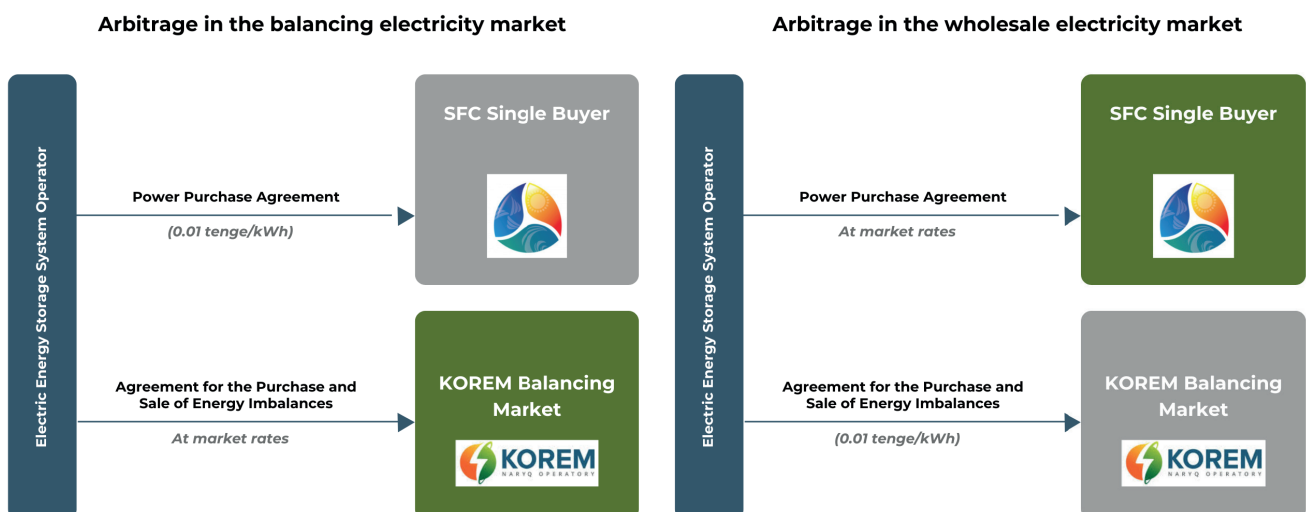 Arbitrage in the balancing electricity market
Electric Energy Storage System Operator
Power Purchase Agreement
(0.01 tenge/kWh)
SFC Single Buyer
Agreement for the Purchase and
Sale of Energy Imbalances
At market rates
KOREM Balancing
Market
KOREM
NARYQ OPERATORY
Arbitrage in the wholesale electricity market
Electric Energy Storage System Operator
Power Purchase Agreement
At market rates
SFC Single Buyer
Agreement for the Purchase and
Sale of Energy Imbalances
(0.01 tenge/kWh)
KOREM Balancing
Market
KOREM
NARYQ OPERATORY